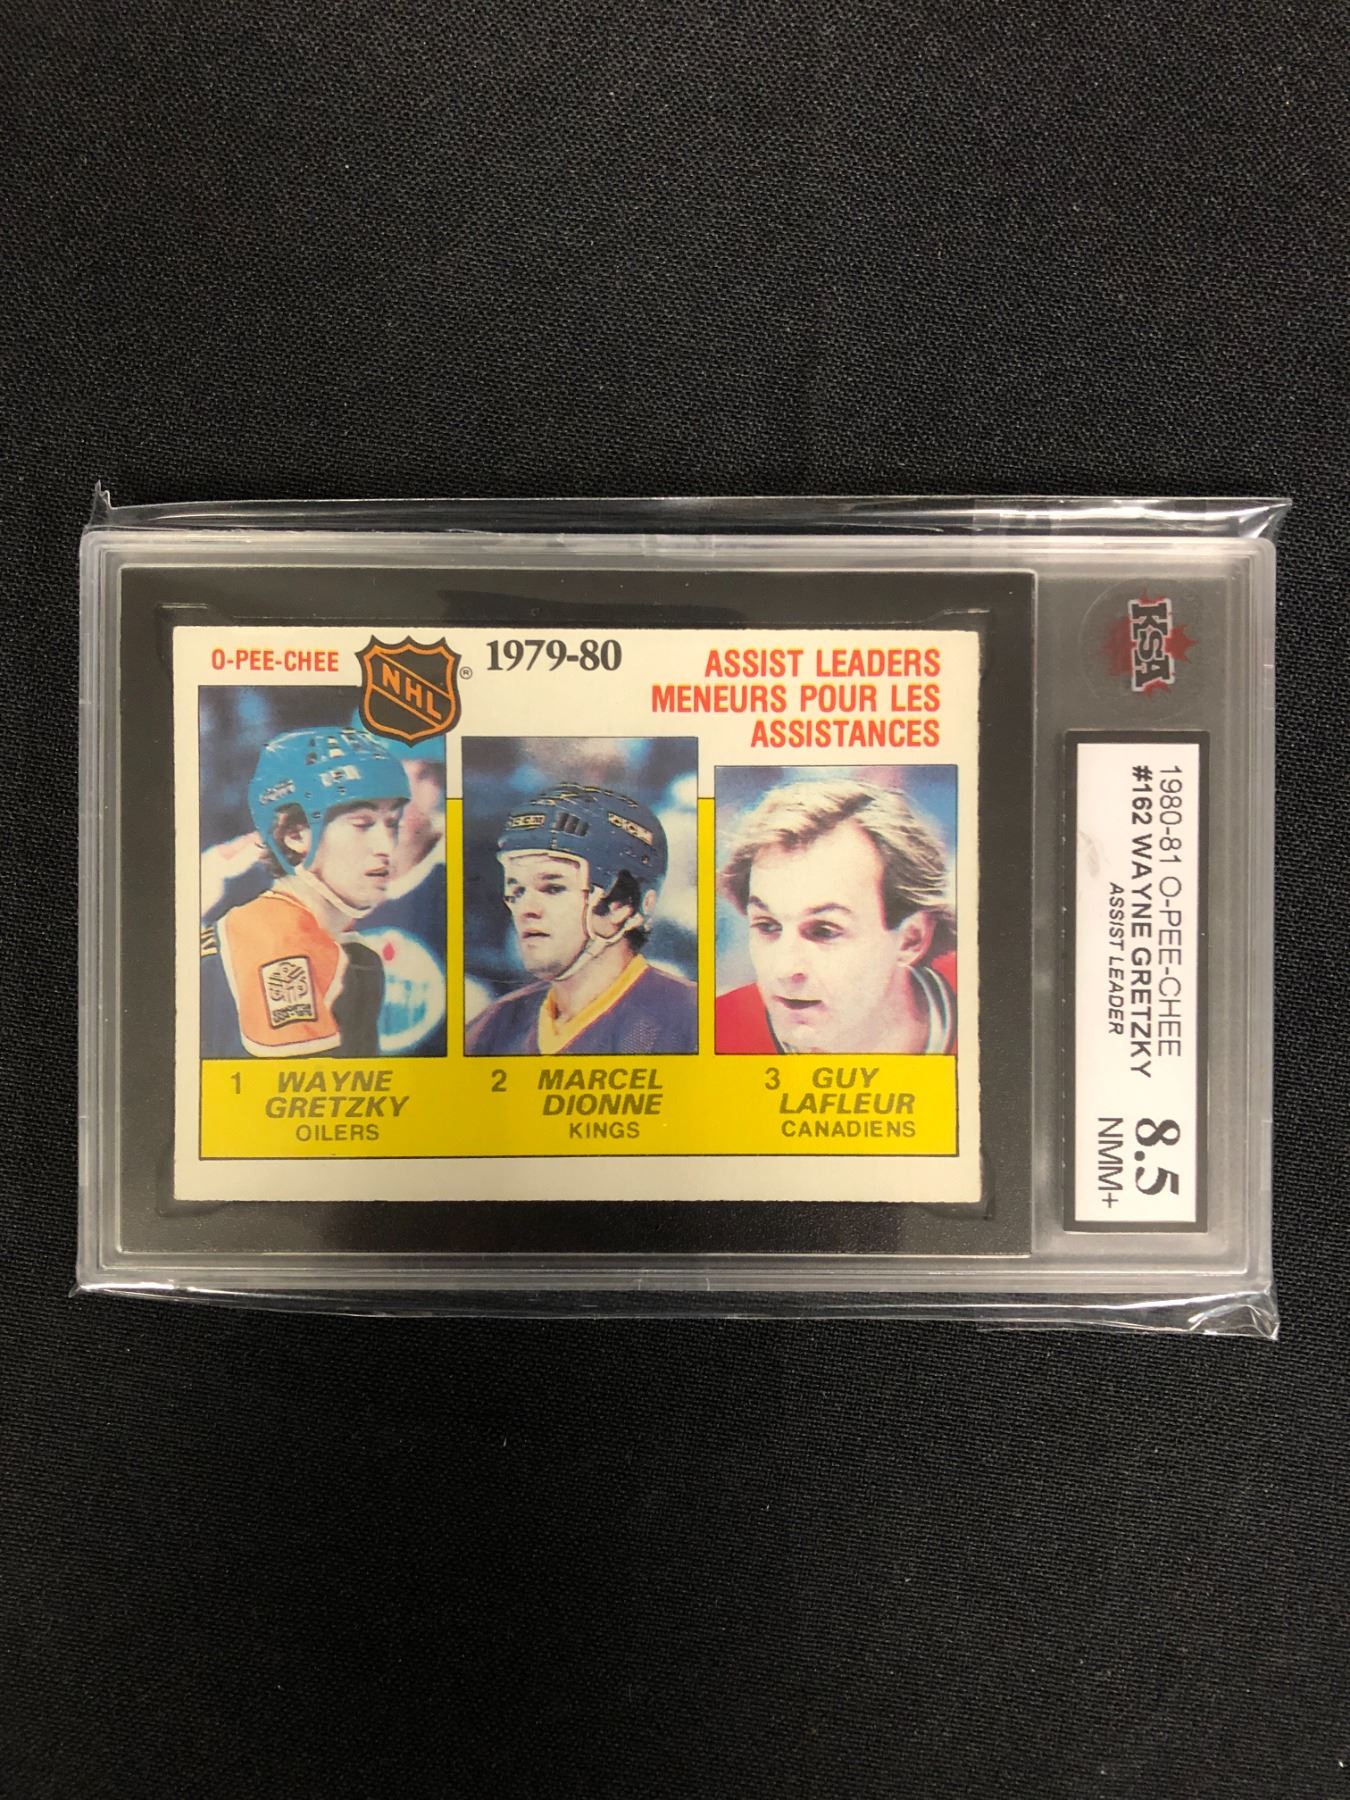 O-PEE-CHEE
NHL
®
1979-80
ASSIST LEADERS
MENEURS POUR LES
ASSISTANCES
1 WAYNE
GRETZKY
OILERS
2 MARCEL
DIONNE
KINGS
3 GUY
LAFLEUR
CANADIENS
KSA
1980-81 O-PEE-CHEE
#162 WAYNE GRETZKY
ASSIST LEADER
8.5
NMM+